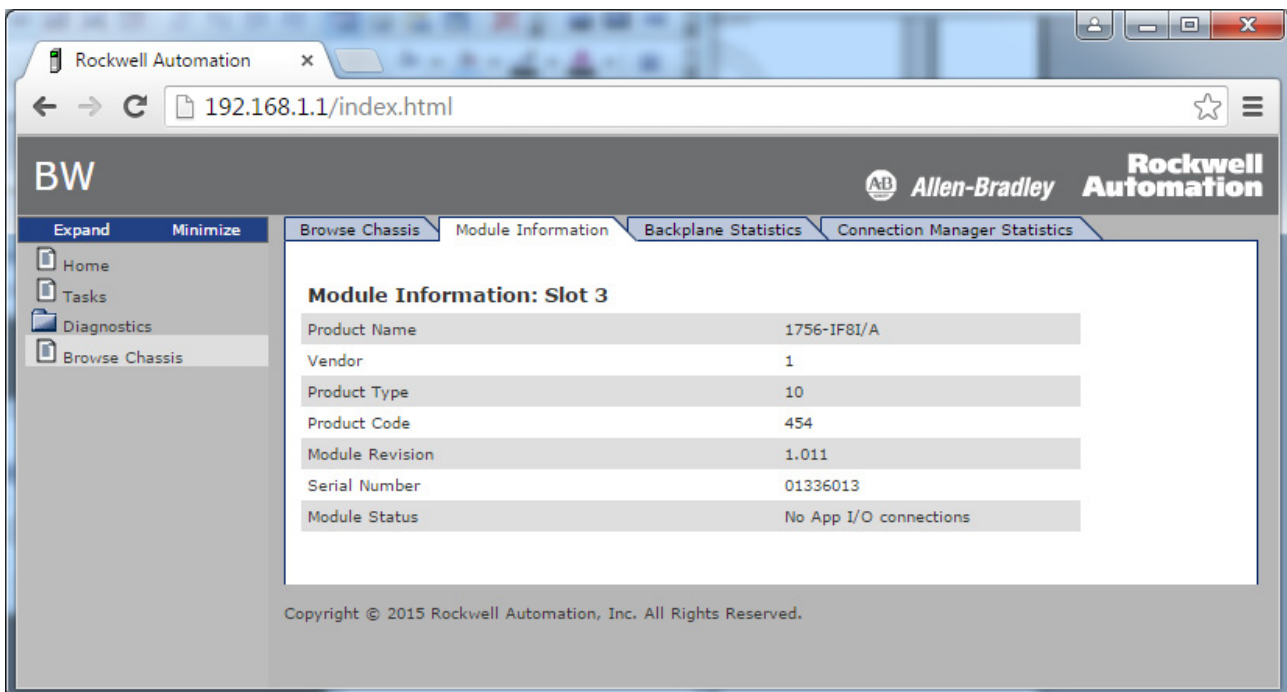 Rockwell Automation
192.168.1.1/index.html
BW
AB Allen-Bradley
Rockwell
Automation
Expand Minimize
Home
Tasks
Diagnostics
Browse Chassis
Browse Chassis Module Information Backplane Statistics Connection Manager Statistics
Module Information: Slot 3
Product Name 1756-IF8I/A
Vendor 1
Product Type 10
Product Code 454
Module Revision 1.011
Serial Number 01336013
Module Status No App I/O connections
Copyright © 2015 Rockwell Automation, Inc. All Rights Reserved.